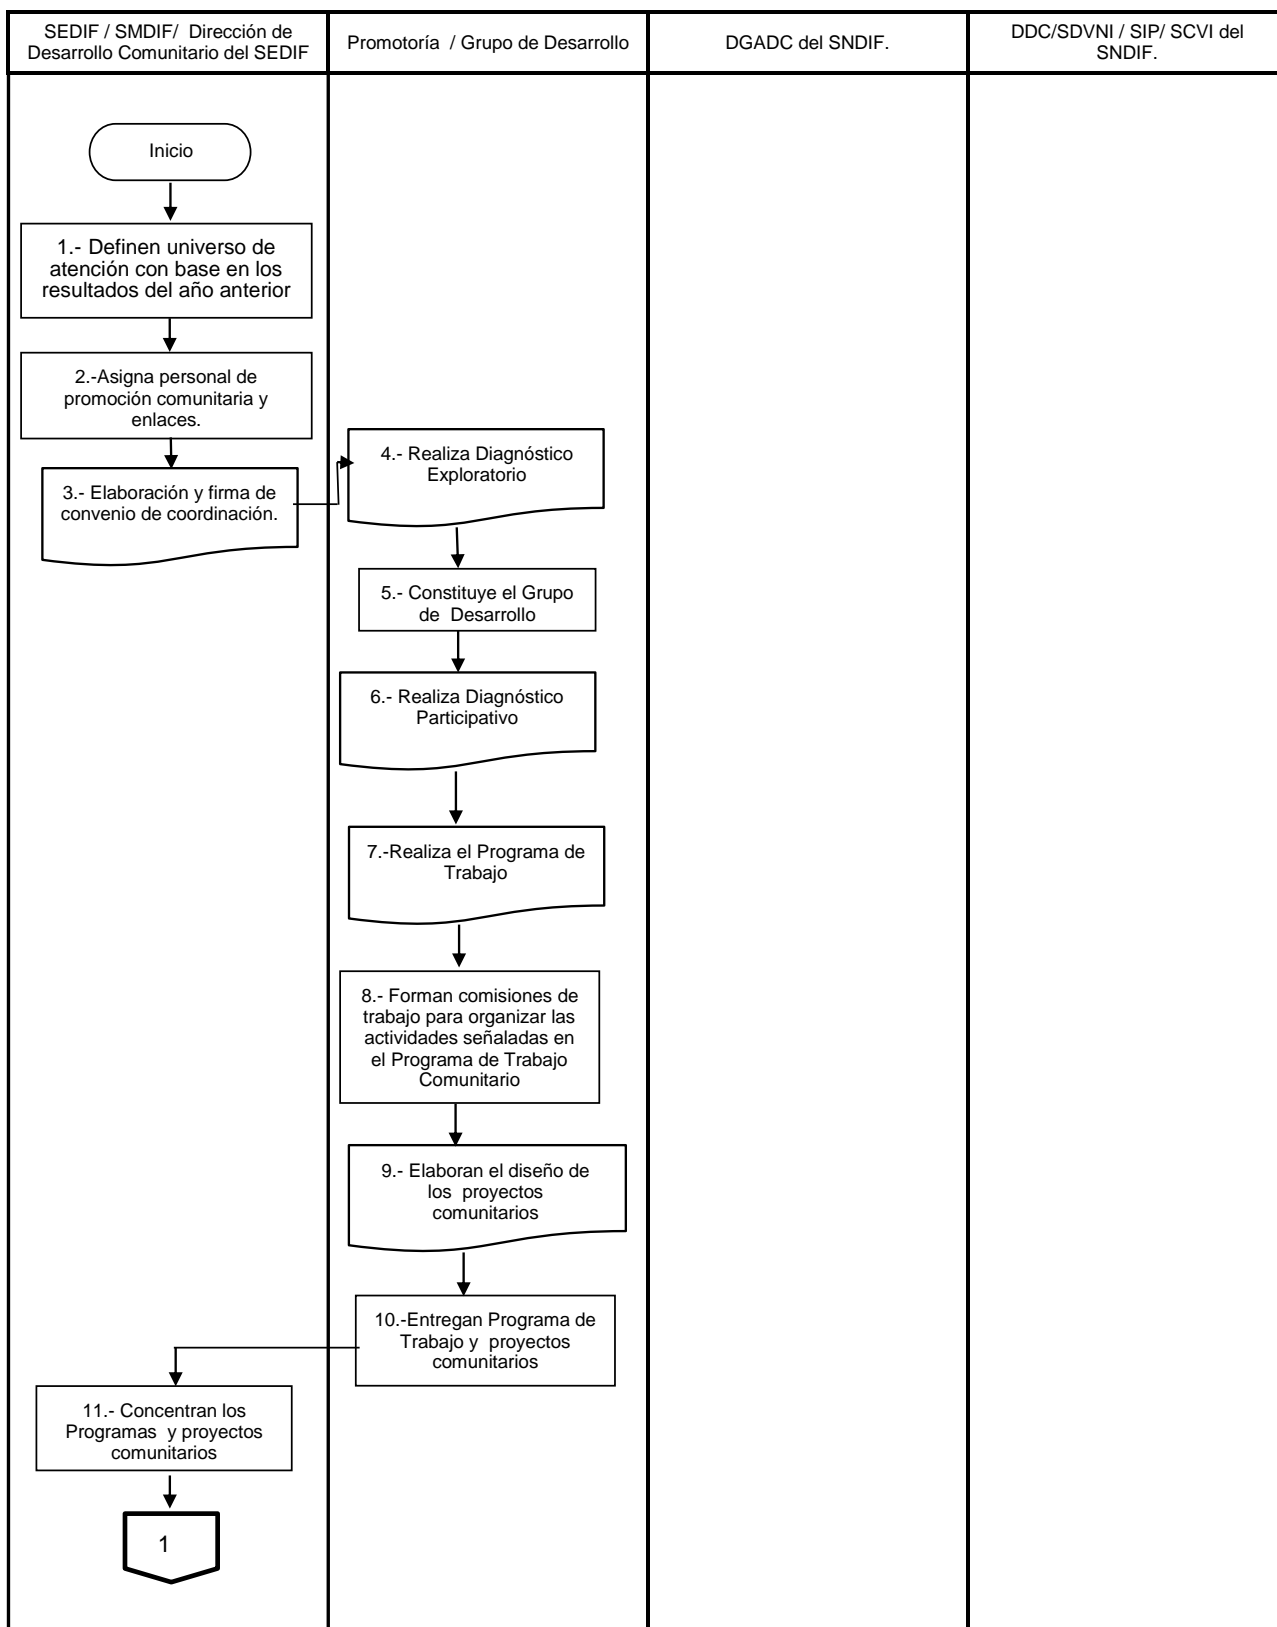 SEDIF / SMDIF/ Dirección de
Desarrollo Comunitario del SEDIF
Promotoría / Grupo de Desarrollo
DGADC del SNDIF.
DDC/SDVNI / SIP/ SCVI del
SNDIF.
Inicio
1.- Definen universo de
atención con base en los
resultados del año anterior
2.-Asigna personal de
promoción comunitaria y
enlaces.
3.- Elaboración y firma de
convenio de coordinación.
4.- Realiza Diagnóstico
Exploratorio
5.- Constituye el Grupo
de Desarrollo
6.- Realiza Diagnóstico
Participativo
7.-Realiza el Programa de
Trabajo
8.- Forman comisiones de
trabajo para organizar las
actividades señaladas en
el Programa de Trabajo
Comunitario
9.- Elaboran el diseño de
los proyectos
comunitarios
10.-Entregan Programa de
Trabajo y proyectos
comunitarios
11.- Concentran los
Programas y proyectos
comunitarios
1